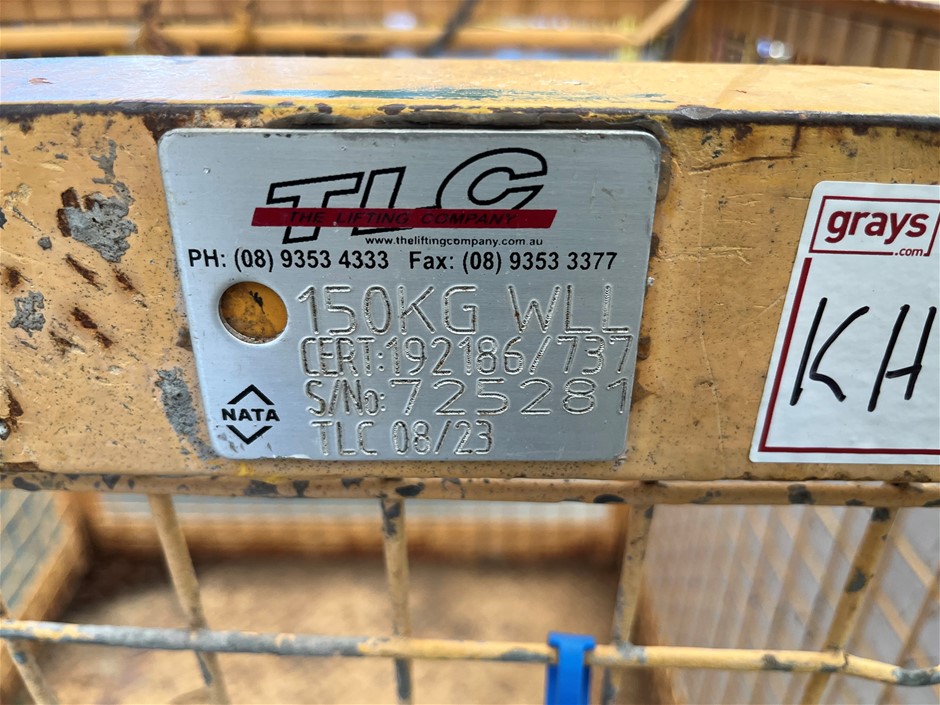 TLC
THE LIFTING COMPANY
www.theliftingcompany.com.au
PH: (08) 9353 4333 Fax: (08) 9353 3377
150KG WLL
CERT:192186/737
S/No: 725281
NATA
TLC 08/23
grays
.com
KH